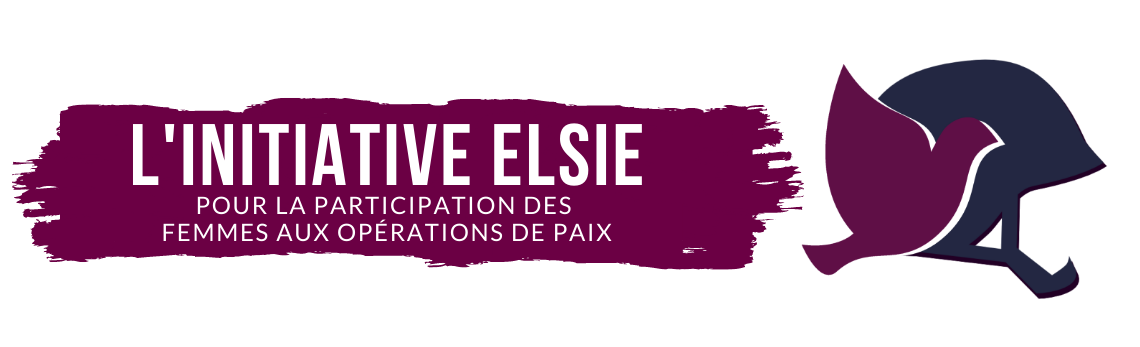 L'INITIATIVE ELSIE
POUR LA PARTICIPATION DES
FEMMES AUX OPÉRATIONS DE PAIX